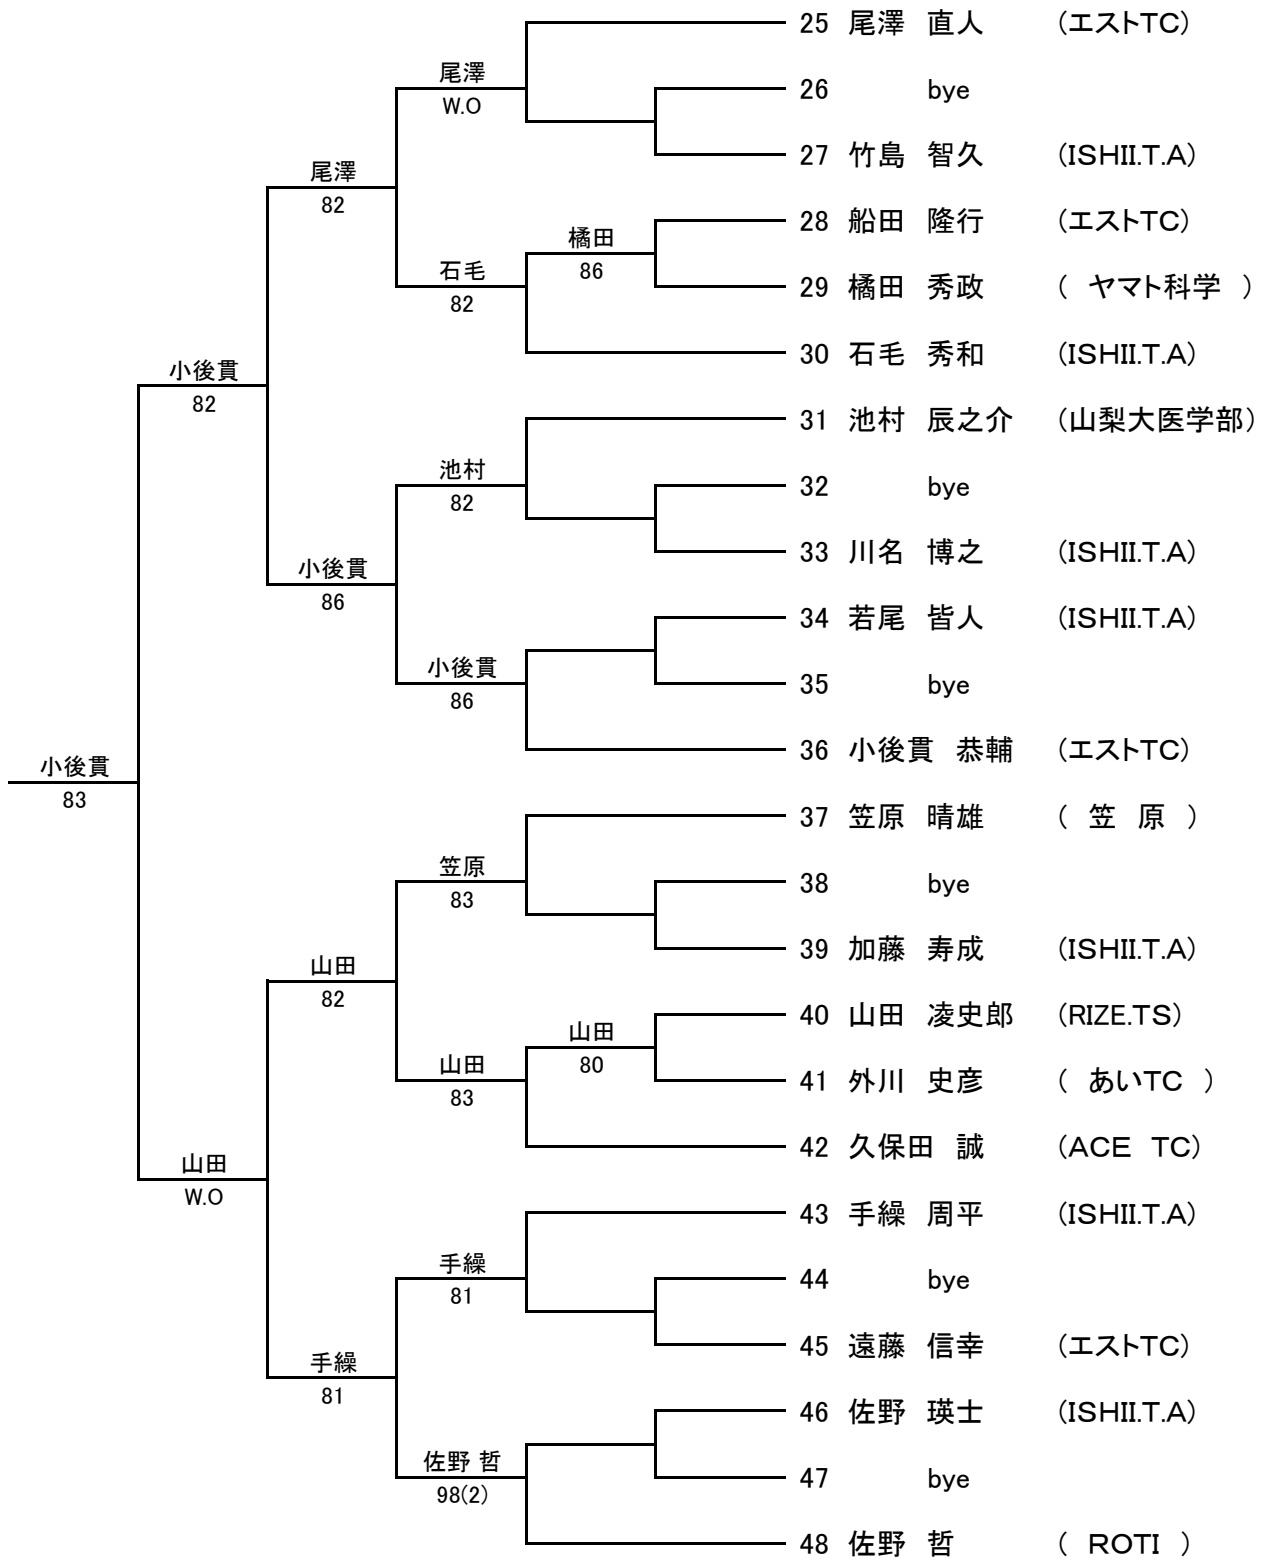 25 尾澤 直人 (エストTC)
尾澤
26 bye
W.O
27 竹島 智久 (ISHII.T.A)
尾澤
82
28 船田 隆行 (エストTC)
橘田
石毛
86
29 橘田 秀政 ( ヤマト科学 )
82
30 石毛 秀和 (ISHII.T.A)
小後貫
82
31 池村 辰之介 (山梨大医学部)
池村
32 bye
82
33 川名 博之 (ISHII.T.A)
小後貫
86
34 若尾 皆人 (ISHII.T.A)
小後貫
35 bye
86
36 小後貫 恭輔 (エストTC)
小後貫
83
37 笠原 晴雄 ( 笠 原 )
笠原
38 bye
83
39 加藤 寿成 (ISHII.T.A)
山田
82
40 山田 凌史郎 (RIZE.TS)
山田
山田
80
41 外川 史彦 ( あいTC )
83
42 久保田 誠 (ACE TC)
山田
W.O
43 手繰 周平 (ISHII.T.A)
手繰
44 bye
81
45 遠藤 信幸 (エストTC)
手繰
81
46 佐野 瑛士 (ISHII.T.A)
佐野 哲
47 bye
98(2)
48 佐野 哲 ( ROTI )